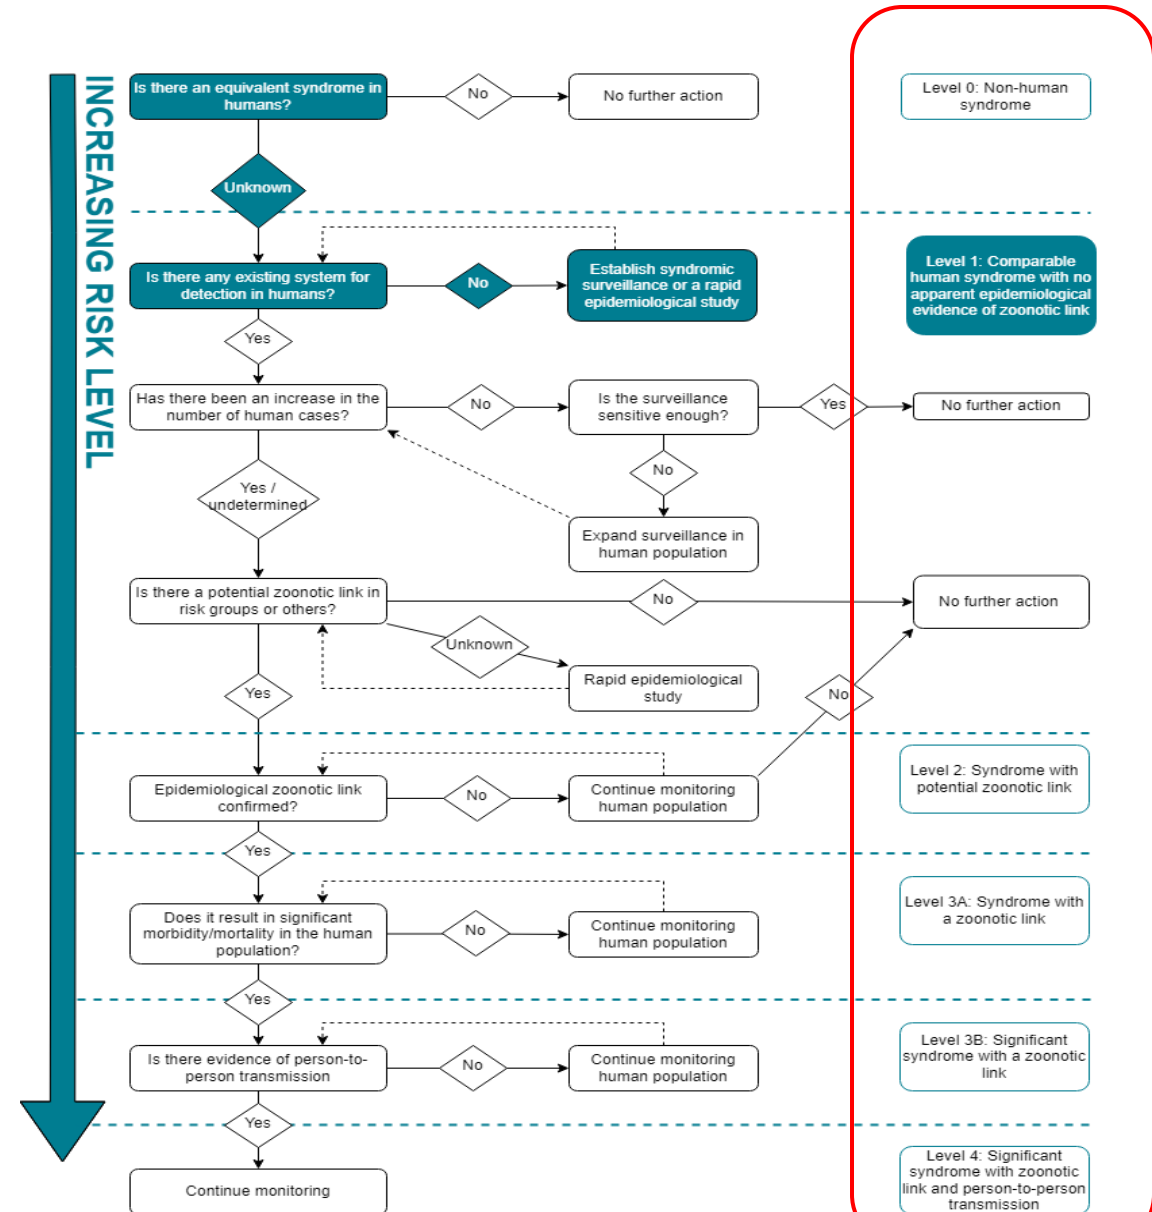 INCREASING RISK LEVEL
Is there an equivalent syndrome in
humans?
No
No further action
Level 0: Non-human
syndrome
Unknown
Is there any existing system for
detection in humans?
No
Establish syndromic
surveillance or a rapid
epidemiological study
Level 1: Comparable
human syndrome with no
apparent epidemiological
evidence of zoonotic link
Yes
Has there been an increase in the
number of human cases?
No
Is the surveillance
sensitive enough?
Yes
No further action
Yes /
undetermined
No
Expand surveillance in
human population
Is there a potential zoonotic link in
risk groups or others?
No
No further action
Unknown
Rapid epidemiological
study
Yes
No
Epidemiological zoonotic link
confirmed?
No
Continue monitoring
human population
Level 2: Syndrome with
potential zoonotic link
Yes
Does it result in significant
morbidity/mortality in the human
population?
No
Continue monitoring
human population
Level 3A: Syndrome with
a zoonotic link
Yes
Is there evidence of person-to-
person transmission
No
Continue monitoring
human population
Level 3B: Significant
syndrome with a zoonotic
link
Yes
Continue monitoring
Level 4: Significant
syndrome with zoonotic
link and person-to-person
transmission